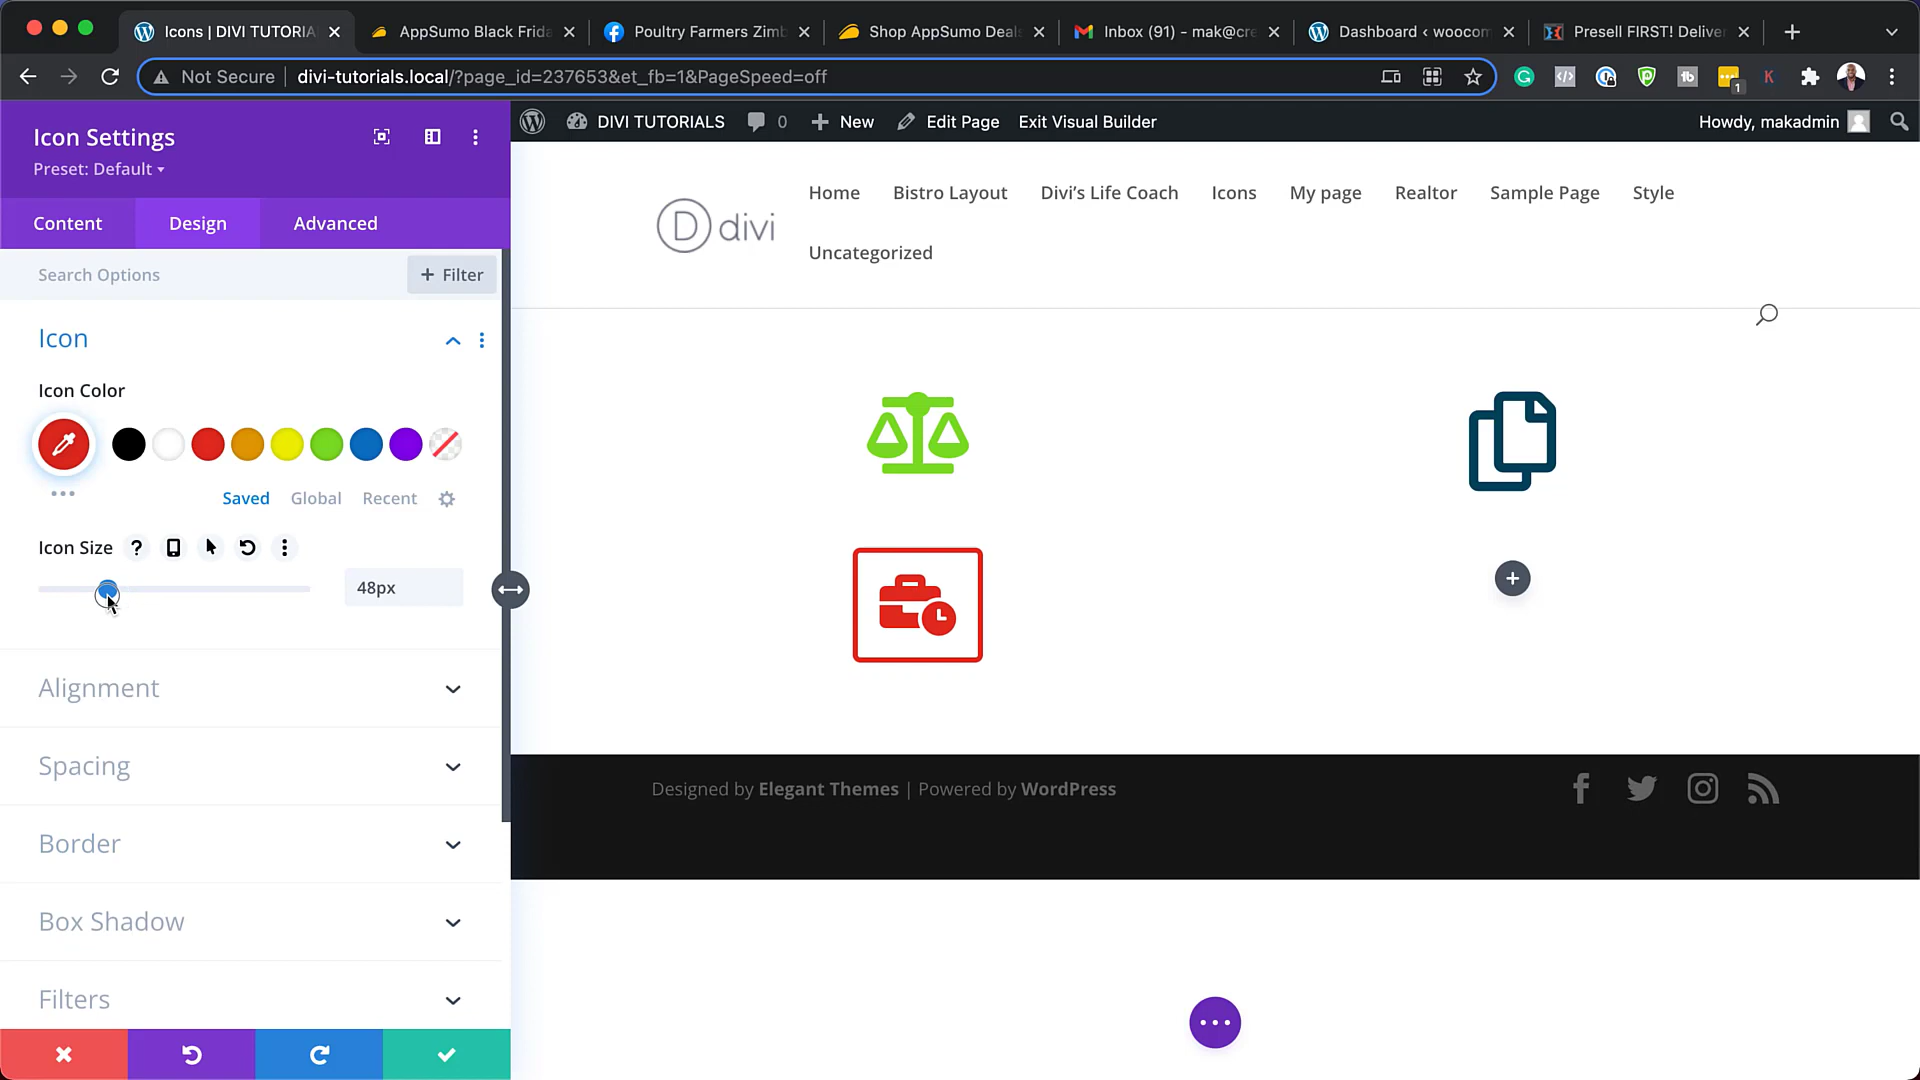 Icons | DIVI TUTORIA
AppSumo Black Frida
Poultry Farmers Zimb
Shop AppSumo Deals
Inbox (91) - mak@cre
Dashboard ‹ woocom
Presell FIRST! Deliver
Not Secure
divi-tutorials.local/?page_id=237653&et_fb=1&PageSpeed=off
1
Icon Settings
Preset: Default
Content
Design
Advanced
Search Options
+ Filter
Icon
Icon Color
Saved
Global
Recent
Icon Size
48px
Alignment
Spacing
Border
Box Shadow
Filters
DIVI TUTORIALS
0
New
Edit Page
Exit Visual Builder
Howdy, makadmin
D divi
Home
Bistro Layout
Divi's Life Coach
Icons
My page
Realtor
Sample Page
Style
Uncategorized
Designed by Elegant Themes | Powered by WordPress